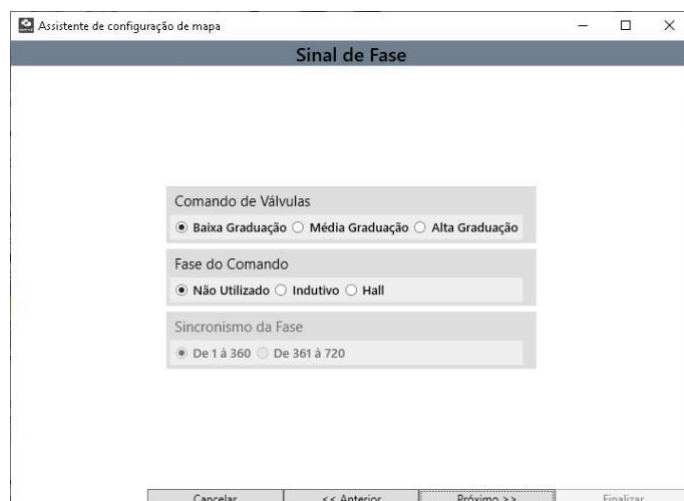 Assistente de configuração de mapa
Sinal de Fase
Comando de Válvulas
Baixa Graduação Média Graduação Alta Graduação
Fase do Comando
Não Utilizado Indutivo Hall
Sincronismo da Fase
De 1 à 360 De 361 à 720
Cancelar << Anterior Próximo >> Finalizar